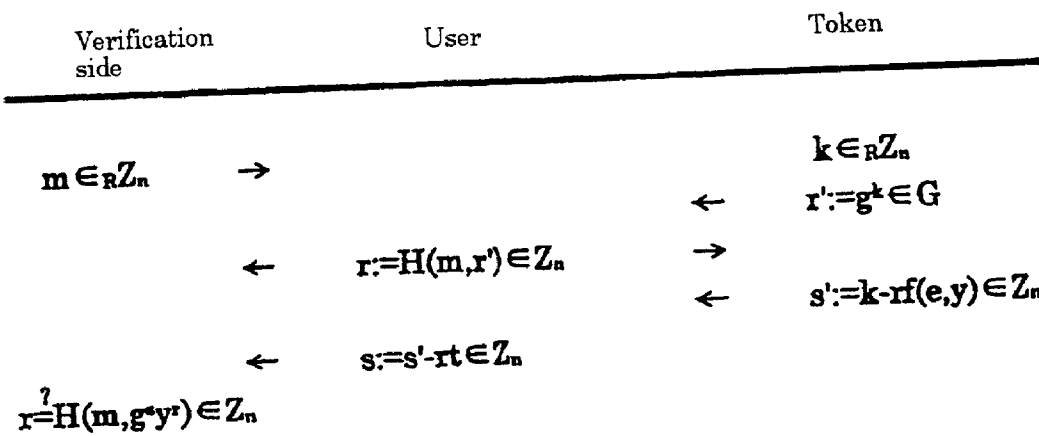 Verification side User Token
m∈RZn → k∈RZn
← r':=g^k∈G
← r:=H(m,r')∈Zn →
← s':=k-rf(e,y)∈Zn
← s:=s'-rt∈Zn
r≟H(m,g^s y^r)∈Zn